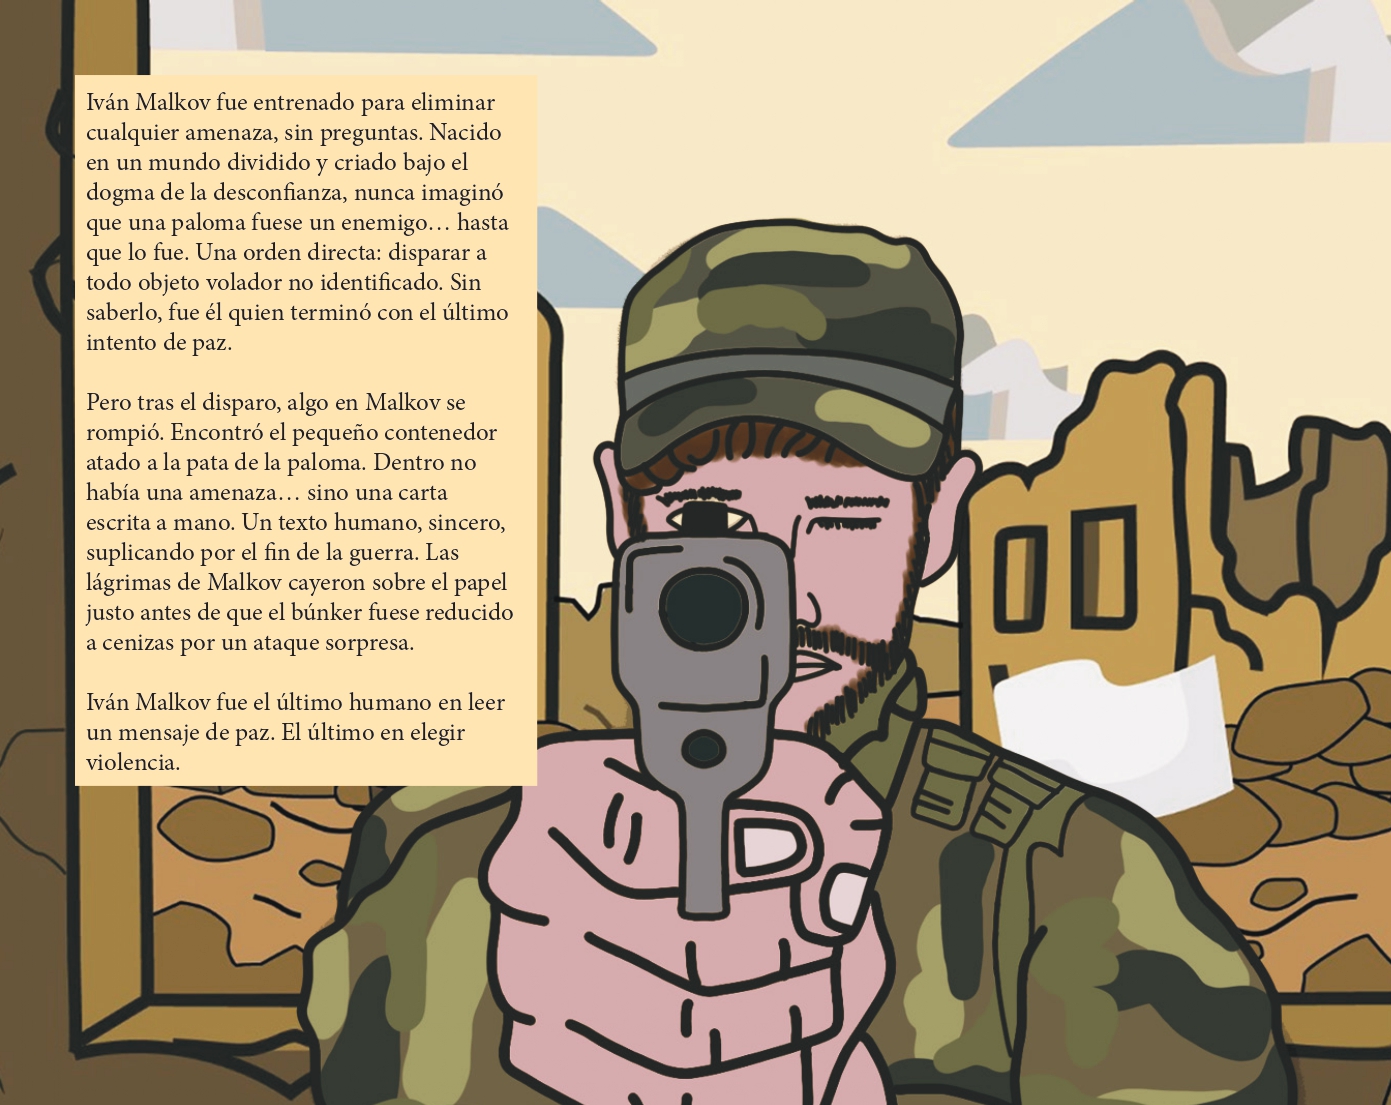 Iván Malkov fue entrenado para eliminar
cualquier amenaza, sin preguntas. Nacido
en un mundo dividido y criado bajo el
dogma de la desconfianza, nunca imaginó
que una paloma fuese un enemigo… hasta
que lo fue. Una orden directa: disparar a
todo objeto volador no identificado. Sin
saberlo, fue él quien terminó con el último
intento de paz.
Pero tras el disparo, algo en Malkov se
rompió. Encontró el pequeño contenedor
atado a la pata de la paloma. Dentro no
había una amenaza… sino una carta
escrita a mano. Un texto humano, sincero,
suplicando por el fin de la guerra. Las
lágrimas de Malkov cayeron sobre el papel
justo antes de que el búnker fuese reducido
a cenizas por un ataque sorpresa.
Iván Malkov fue el último humano en leer
un mensaje de paz. El último en elegir
violencia.